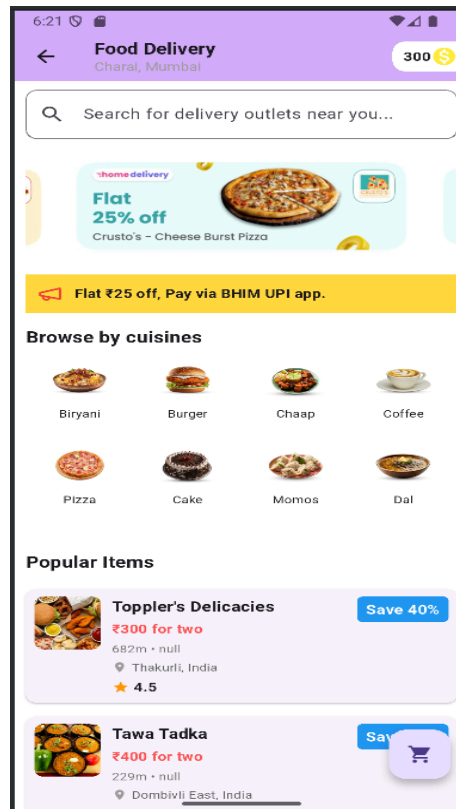 6:21
Food Delivery
Charai, Mumbai
300
Search for delivery outlets near you...
home delivery
Flat
25% off
Crusto's - Cheese Burst Pizza
Flat ₹25 off, Pay via BHIM UPI app.
Browse by cuisines
Biryani
Burger
Chaap
Coffee
PIzza
Cake
Momos
Dal
Popular Items
Toppler's Delicacies
Save 40%
₹300 for two
682m • null
Thakurli, India
4.5
Tawa Tadka
₹400 for two
229m • null
Dombivli East, India